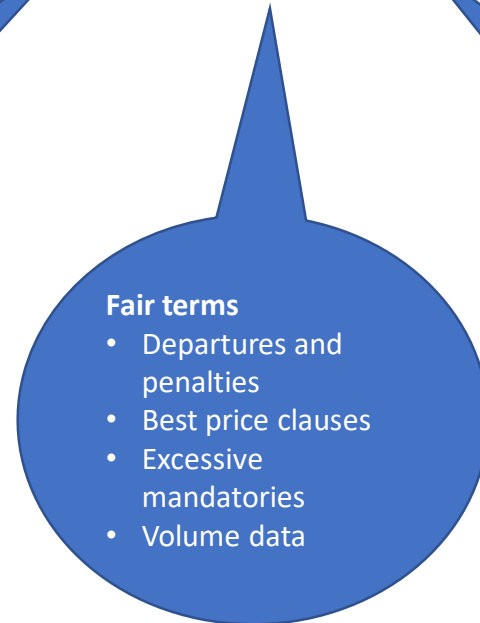 Fair terms
• Departures and
penalties
• Best price clauses
• Excessive
mandatories
• Volume data